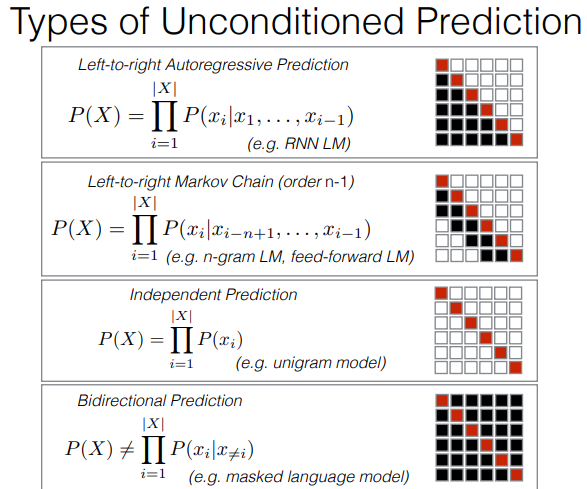 Types of Unconditioned Prediction
Left-to-right Autoregressive Prediction
|X|
P(X) = ∏ P(x_i|x_1, . . . , x_{i−1})
i=1
(e.g. RNN LM)
Left-to-right Markov Chain (order n-1)
|X|
P(X) = ∏ P(x_i|x_{i−n+1}, . . . , x_{i−1})
i=1 (e.g. n-gram LM, feed-forward LM)
Independent Prediction
|X|
P(X) = ∏ P(x_i)
i=1
(e.g. unigram model)
Bidirectional Prediction
|X|
P(X) ≠ ∏ P(x_i|x_{≠i})
i=1
(e.g. masked language model)